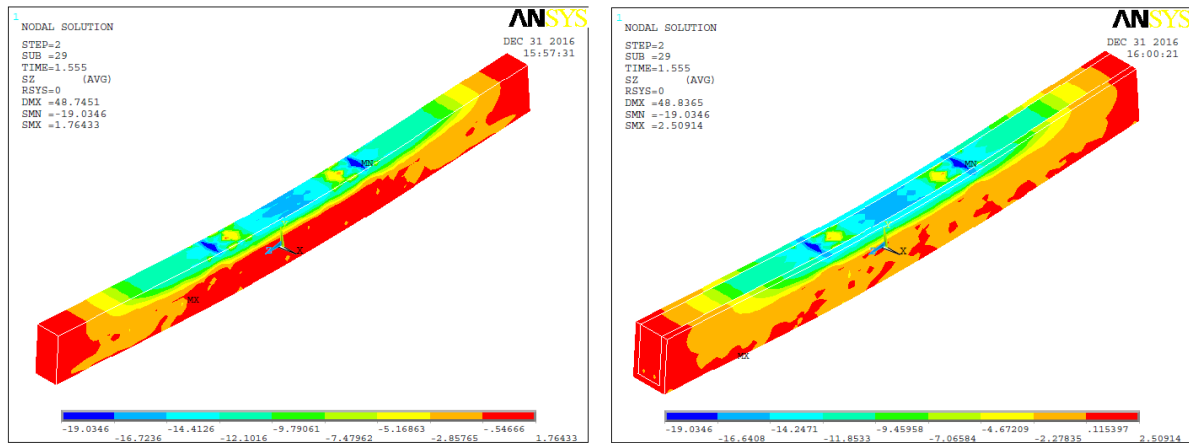 1
NODAL SOLUTION
STEP=2
SUB =29
TIME=1.555
SZ (AVG)
RSYS=0
DMX =48.7451
SMN =-19.0346
SMX =1.76433
ANSYS
DEC 31 2016
15:57:31
MN
X
MX
-19.0346 -14.4126 -9.79061 -5.16863 -.54666
-16.7236 -12.1016 -7.47962 -2.85765 1.76433
1
NODAL SOLUTION
STEP=2
SUB =29
TIME=1.555
SZ (AVG)
RSYS=0
DMX =48.8365
SMN =-19.0346
SMX =2.50914
ANSYS
DEC 31 2016
16:00:21
MN
X
MX
-19.0346 -14.2471 -9.45958 -4.67209 .115397
-16.6408 -11.8533 -7.06584 -2.27835 2.50914